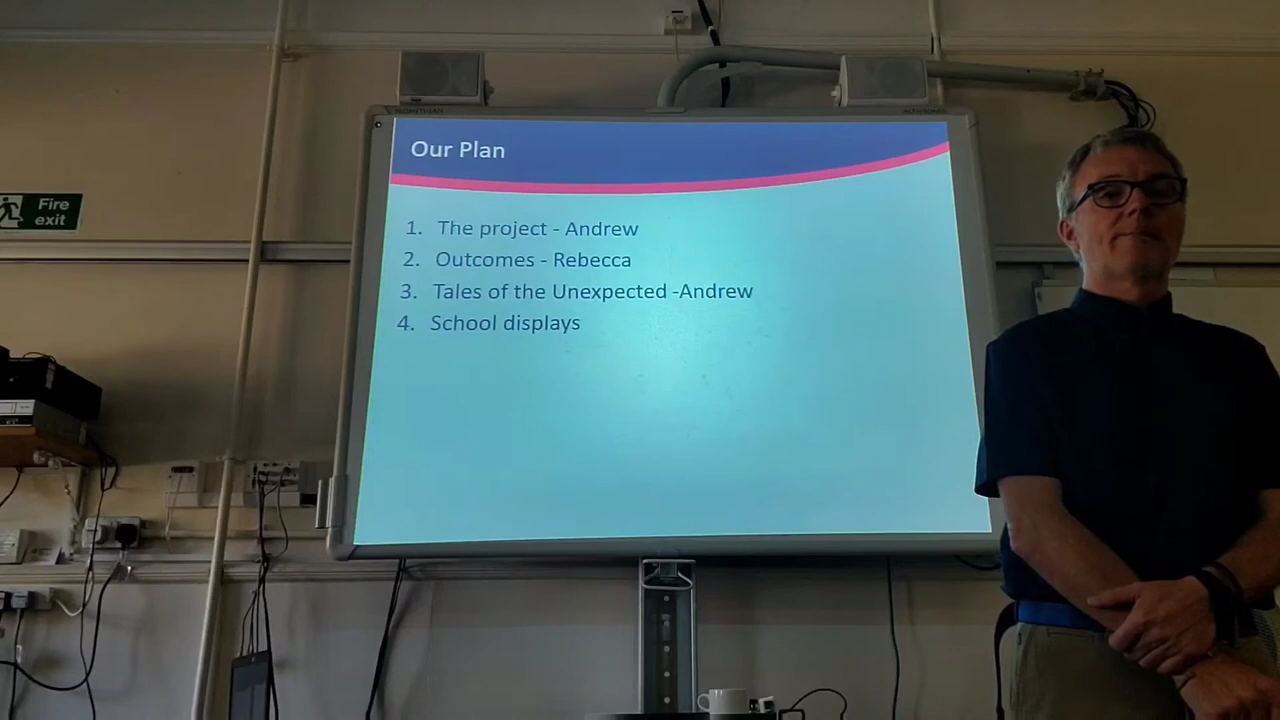 Our Plan
1. The project - Andrew
2. Outcomes - Rebecca
3. Tales of the Unexpected -Andrew
4. School displays
Fire
exit